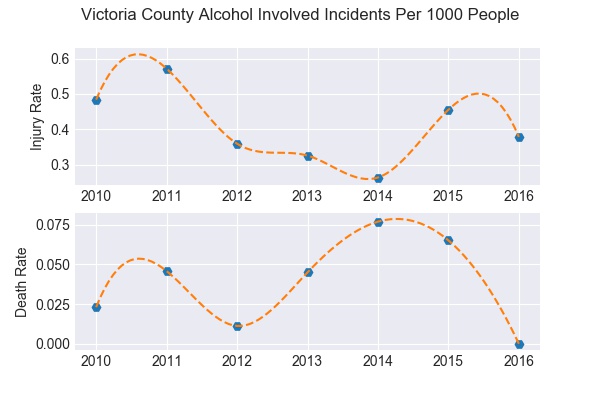 Victoria County Alcohol Involved Incidents Per 1000 People
Injury Rate
0.6
0.5
0.4
0.3
2010 2011 2012 2013 2014 2015 2016
Death Rate
0.075
0.050
0.025
0.000
2010 2011 2012 2013 2014 2015 2016